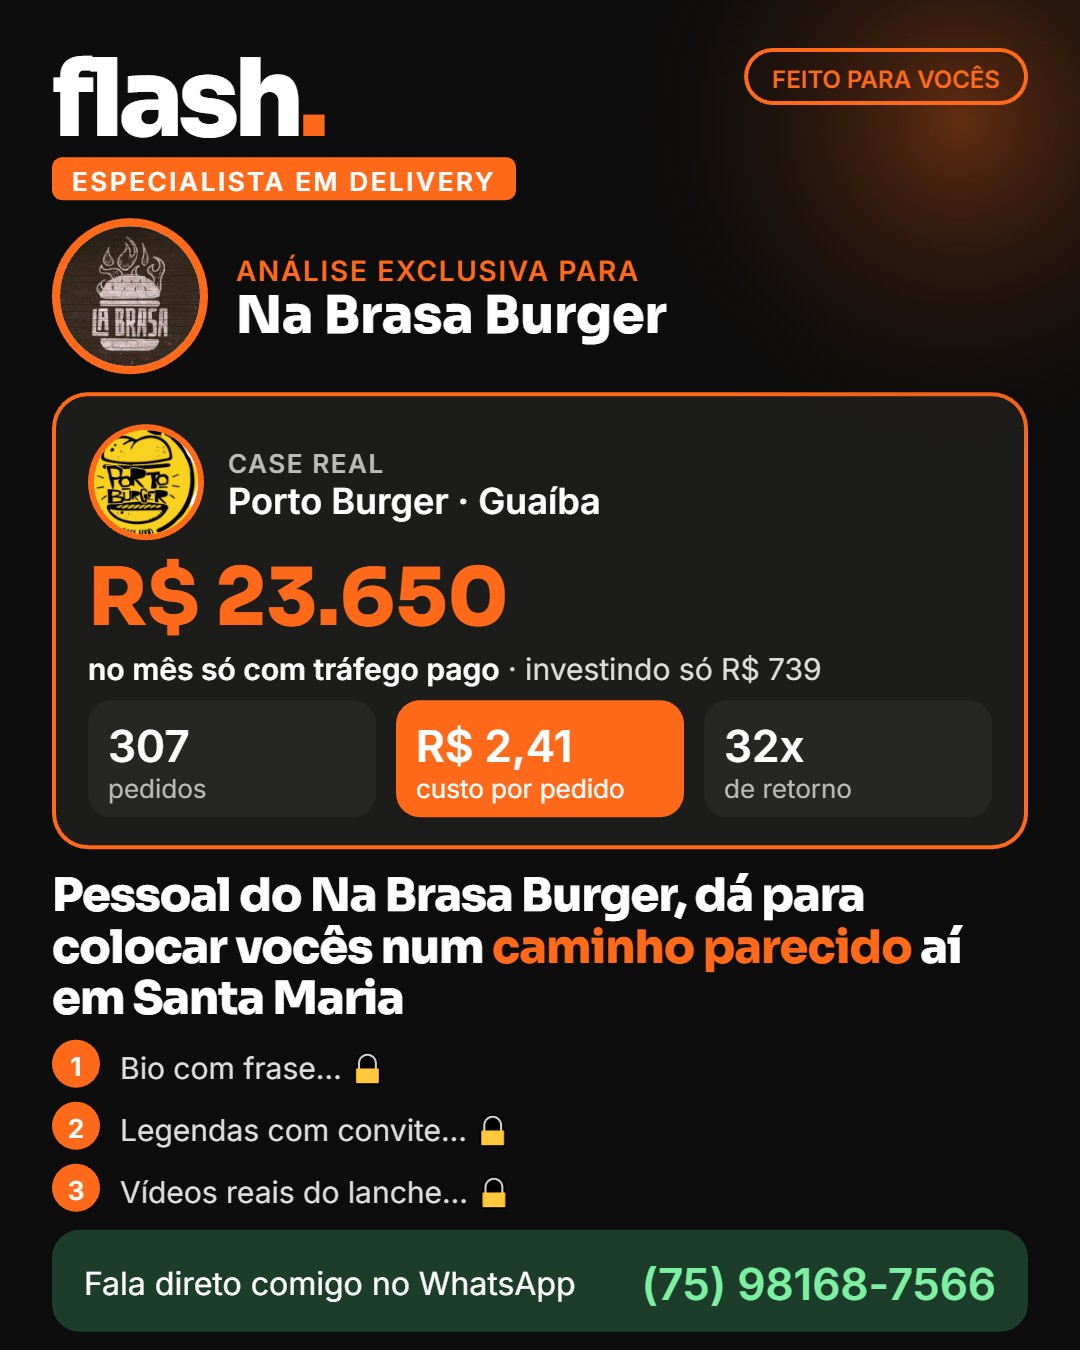 flash.
FEITO PARA VOCÊS
ESPECIALISTA EM DELIVERY
LA BRASA
ANÁLISE EXCLUSIVA PARA
Na Brasa Burger
PORTO
BURGER
CASE REAL
Porto Burger · Guaíba
R$ 23.650
no mês só com tráfego pago · investindo só R$ 739
307
pedidos
R$ 2,41
custo por pedido
32x
de retorno
Pessoal do Na Brasa Burger, dá para
colocar vocês num caminho parecido aí
em Santa Maria
1 Bio com frase... 🔒
2 Legendas com convite... 🔒
3 Vídeos reais do lanche... 🔒
Fala direto comigo no WhatsApp (75) 98168-7566